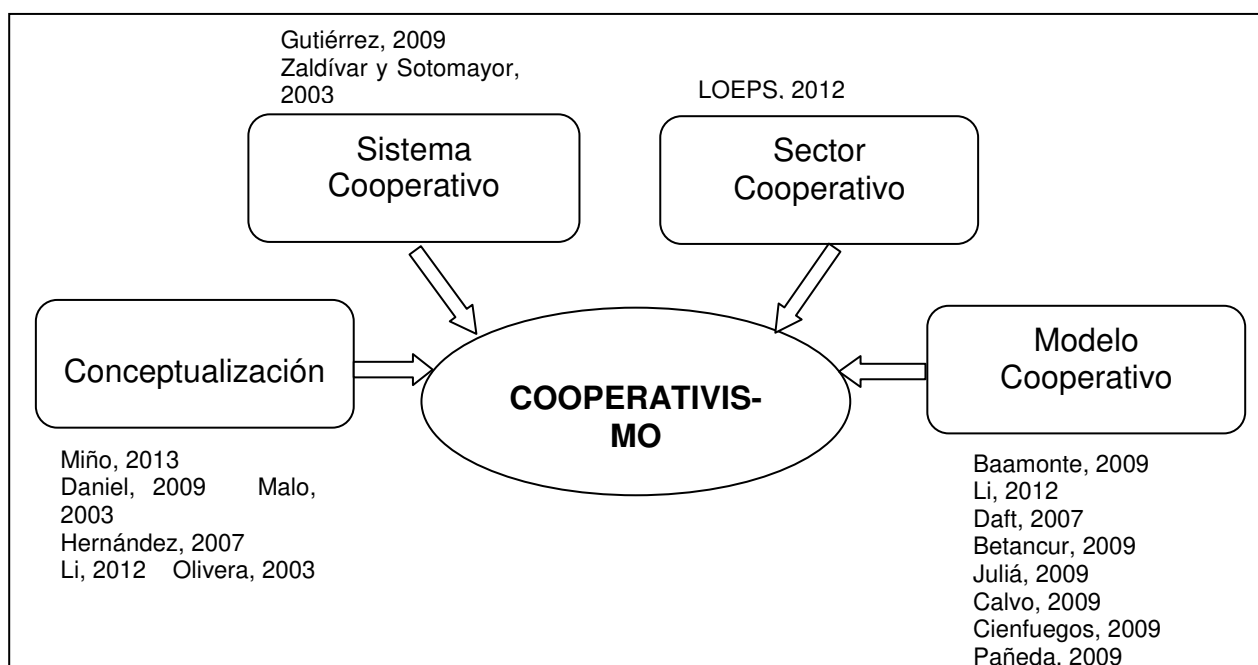 Gutiérrez, 2009
Zaldívar y Sotomayor,
2003
LOEPS, 2012
Sistema
Cooperativo
Sector
Cooperativo
Conceptualización
COOPERATIVIS-
MO
Modelo
Cooperativo
Miño, 2013
Daniel, 2009 Malo,
2003
Hernández, 2007
Li, 2012 Olivera, 2003
Baamonte, 2009
Li, 2012
Daft, 2007
Betancur, 2009
Juliá, 2009
Calvo, 2009
Cienfuegos, 2009
Pañeda, 2009